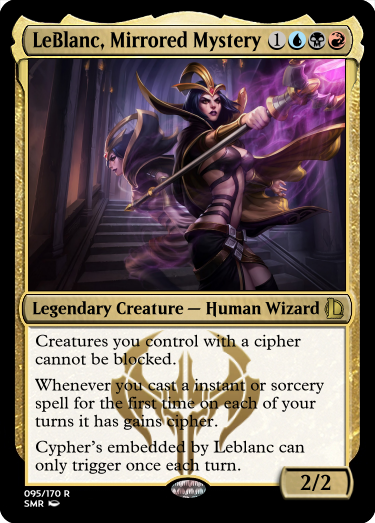 LeBlanc, Mirrored Mystery 1
Legendary Creature — Human Wizard
Creatures you control with a cipher
cannot be blocked.
Whenever you cast a instant or sorcery
spell for the first time on each of your
turns it has gains cipher.
Cypher's embedded by Leblanc can
only trigger once each turn.
2/2
095/170 R
SMR